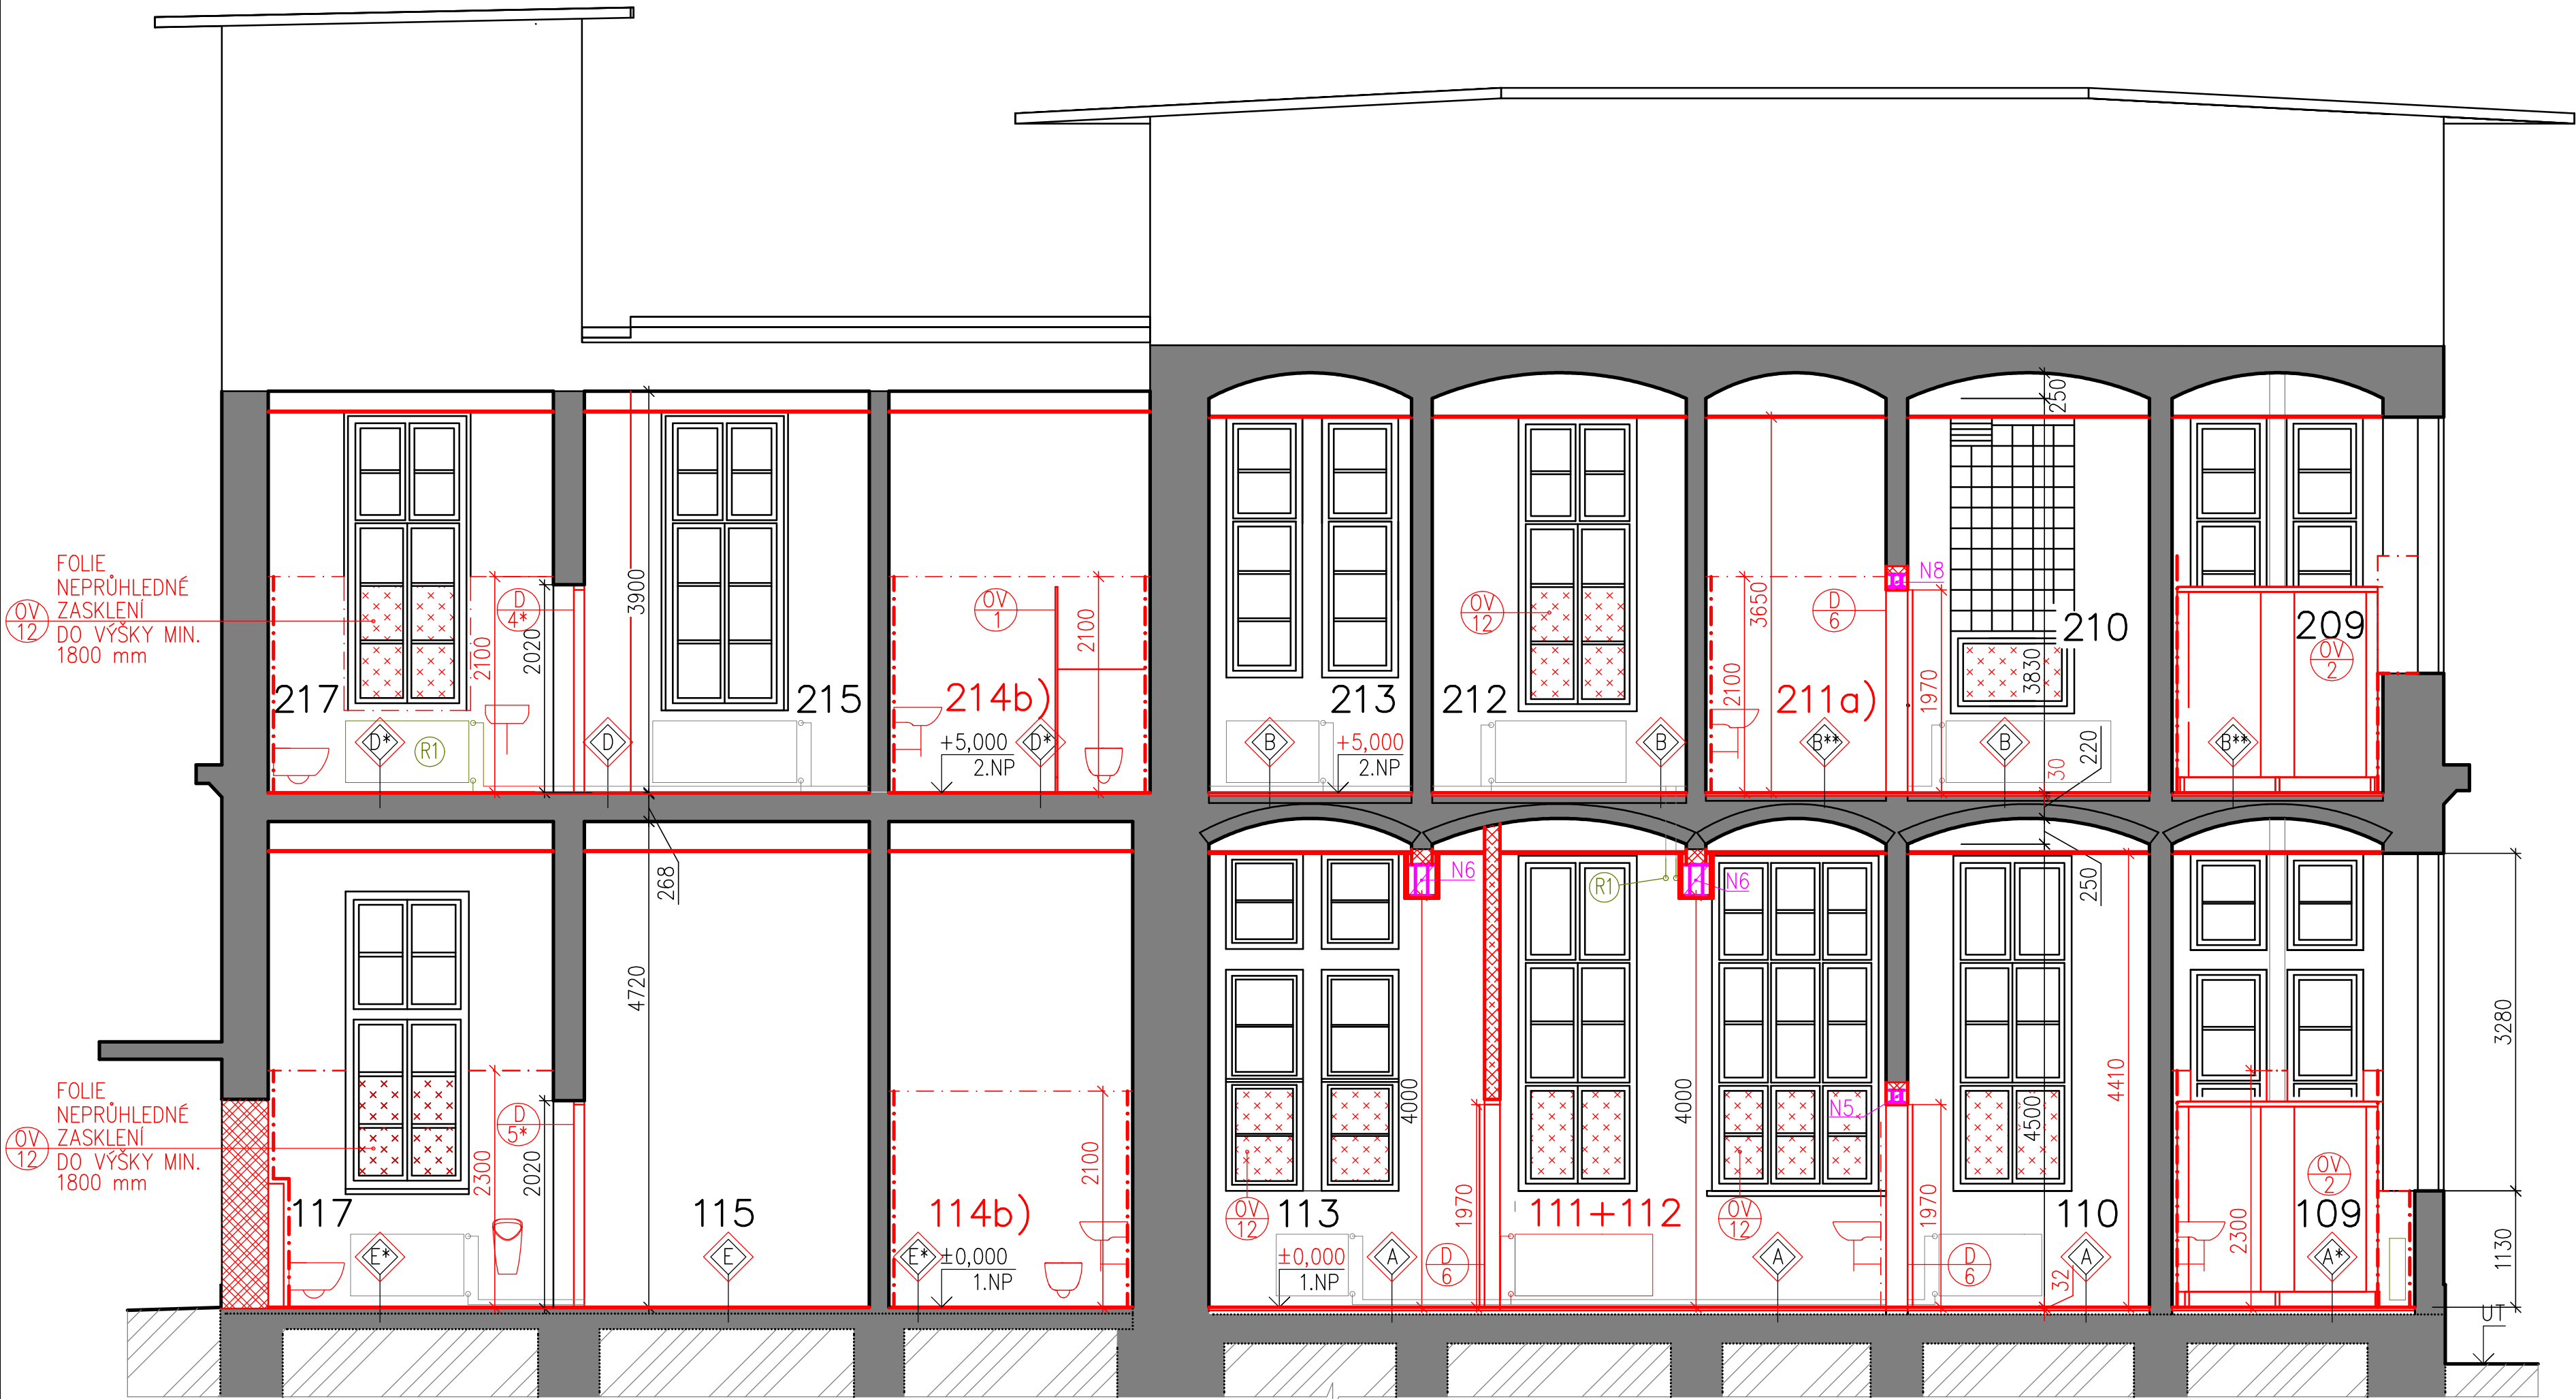 FOLIE
NEPRŮHLEDNÉ
ZASKLENÍ
DO VÝŠKY MIN.
1800 mm
OV
12
217
D*
R1
2100
D
4*
2020
D
3900
215
OV
1
2100
214b)
+5,000
2.NP
D*
213
B
+5,000
2.NP
OV
12
212
B
3650
2100
211a)
B**
D
6
N8
1970
250
210
3830
B
30
220
209
OV
2
B**
268
4720
FOLIE
NEPRŮHLEDNÉ
ZASKLENÍ
DO VÝŠKY MIN.
1800 mm
OV
12
117
E*
2300
D
5*
2020
115
E
114b)
E*
±0,000
1.NP
2100
N6
4000
OV
12
113
±0,000
1.NP
A
1970
D
6
111+112
R1
N6
4000
OV
12
A
N5
1970
D
6
250
4500
4410
110
32
A
2300
OV
2
109
A*
3280
1130
UT